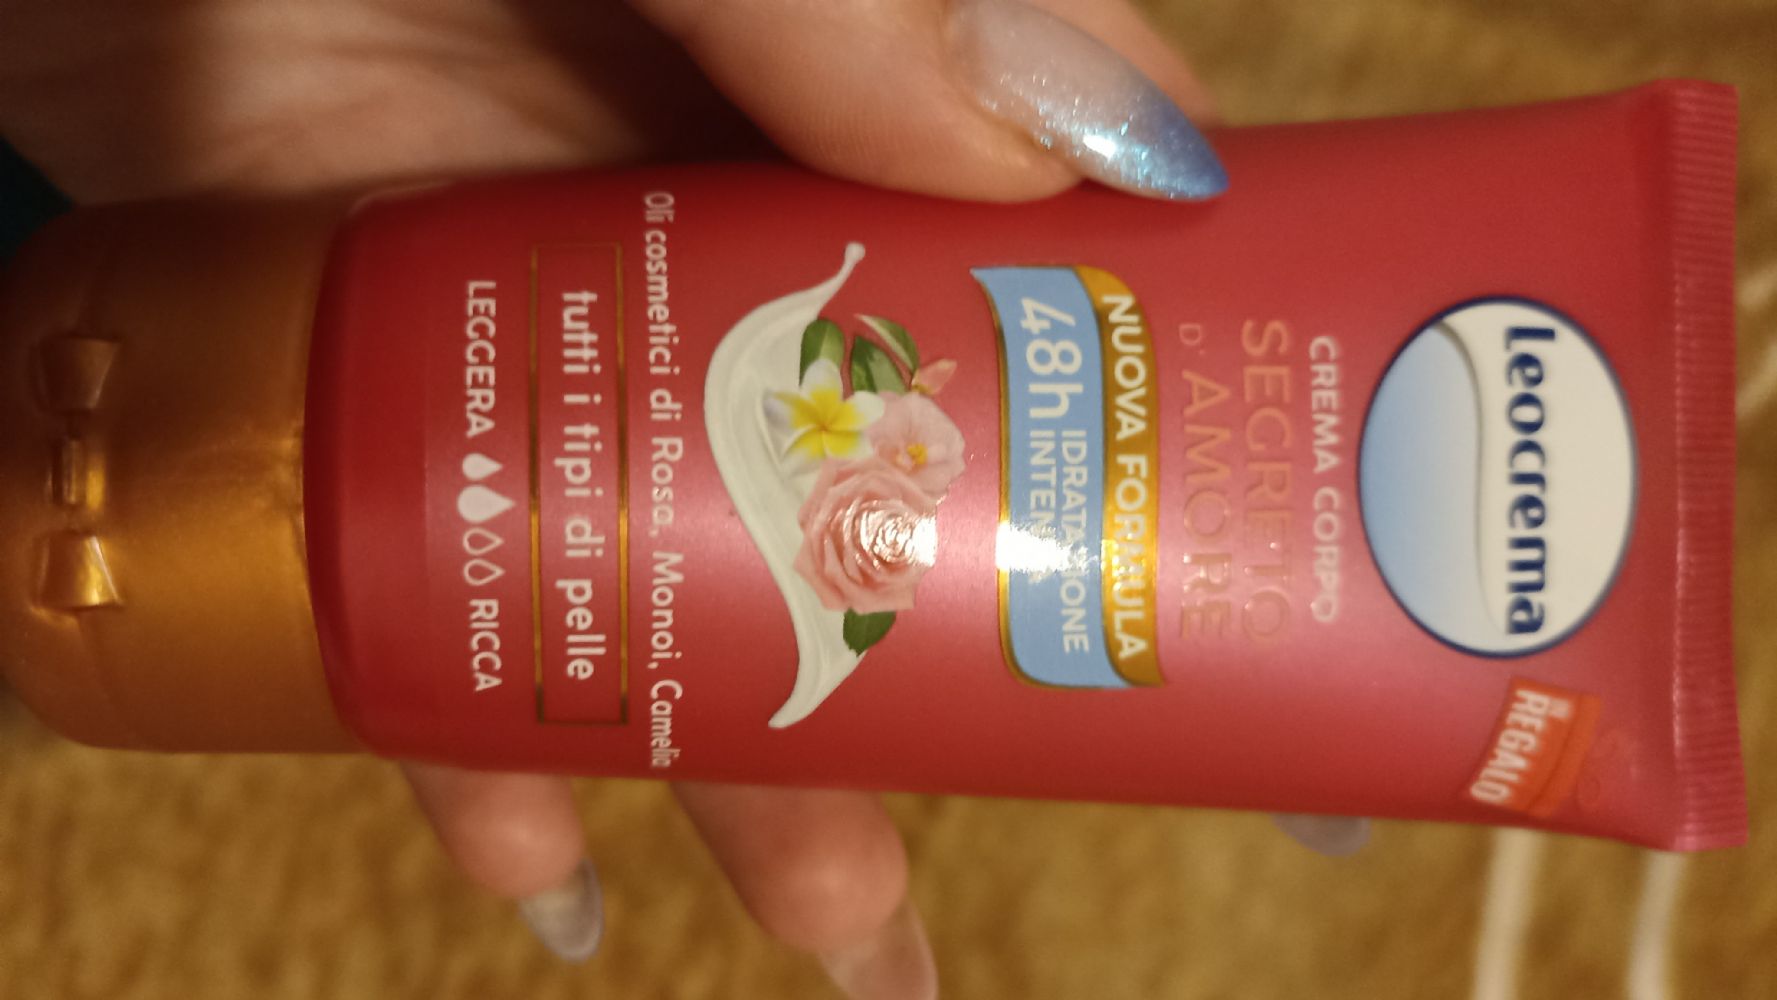 Leocrema
IN
REGALO
CREMA CORPO
SEGRETO
D' AMORE
NUOVA FORMULA
48h IDRATAZIONE
INTENSA
Oli cosmetici di Rosa, Monoi, Camelia
tutti i tipi di pelle
LEGGERA RICCA